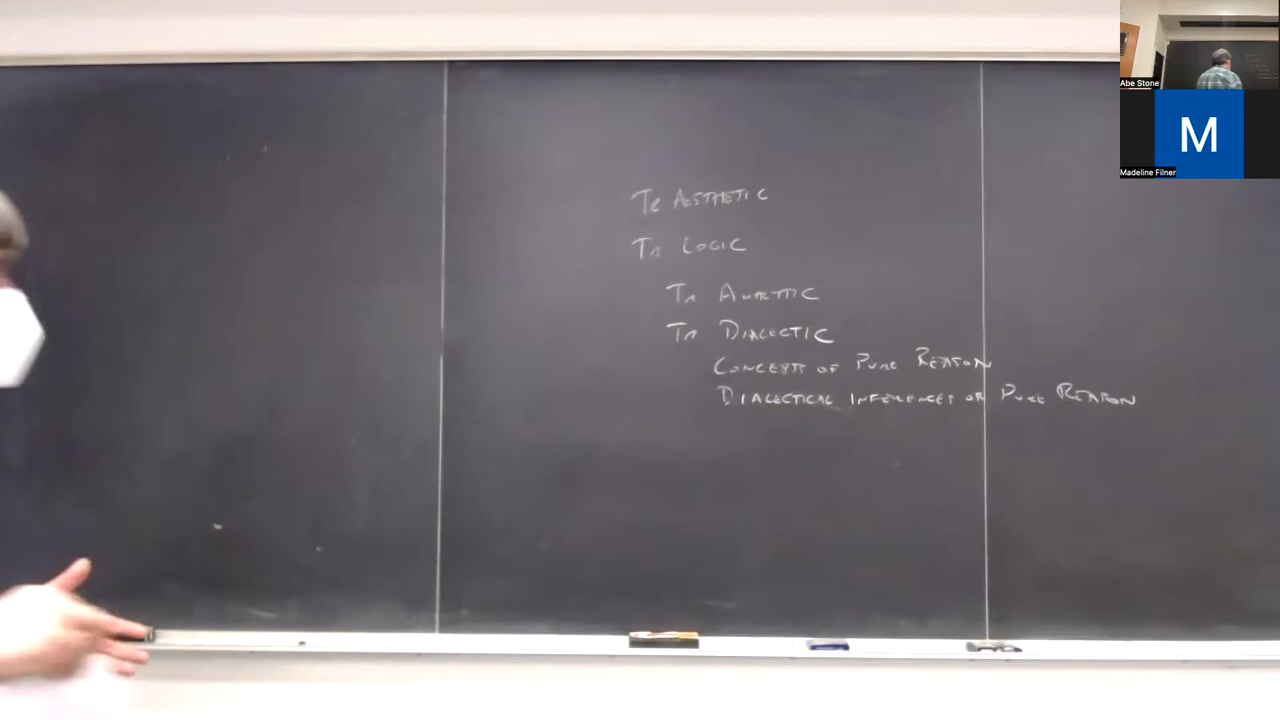 Tr AESTHETIC
Tr LOGIC
Tr ANALYTIC
Tr DIALECTIC
CONCEPTS OF PURE REASON
DIALECTICAL INFERENCES OF PURE REASON
Abe Stone
M
Madeline Filner